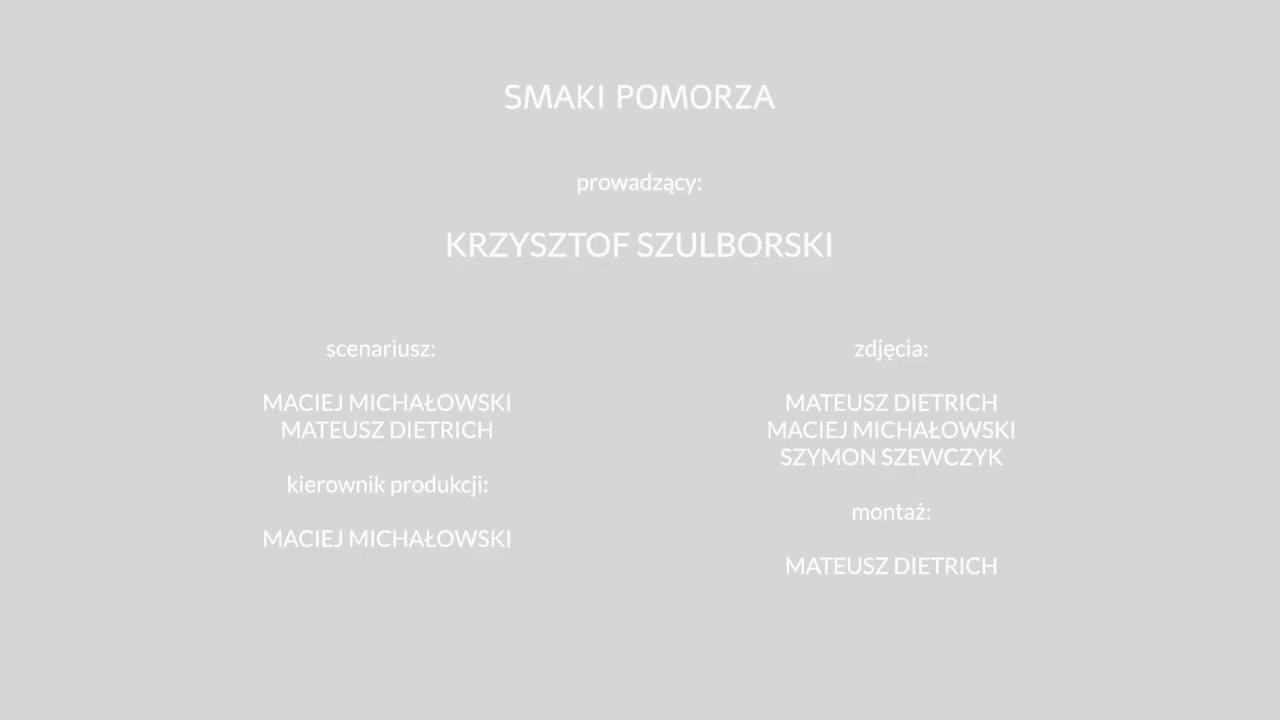 SMAKI POMORZA
prowadzący:
KRZYSZTOF SZULBORSKI
scenariusz:
MACIEJ MICHAŁOWSKI
MATEUSZ DIETRICH
kierownik produkcji:
MACIEJ MICHAŁOWSKI
zdjęcia:
MATEUSZ DIETRICH
MACIEJ MICHAŁOWSKI
SZYMON SZEWCZYK
montaż:
MATEUSZ DIETRICH